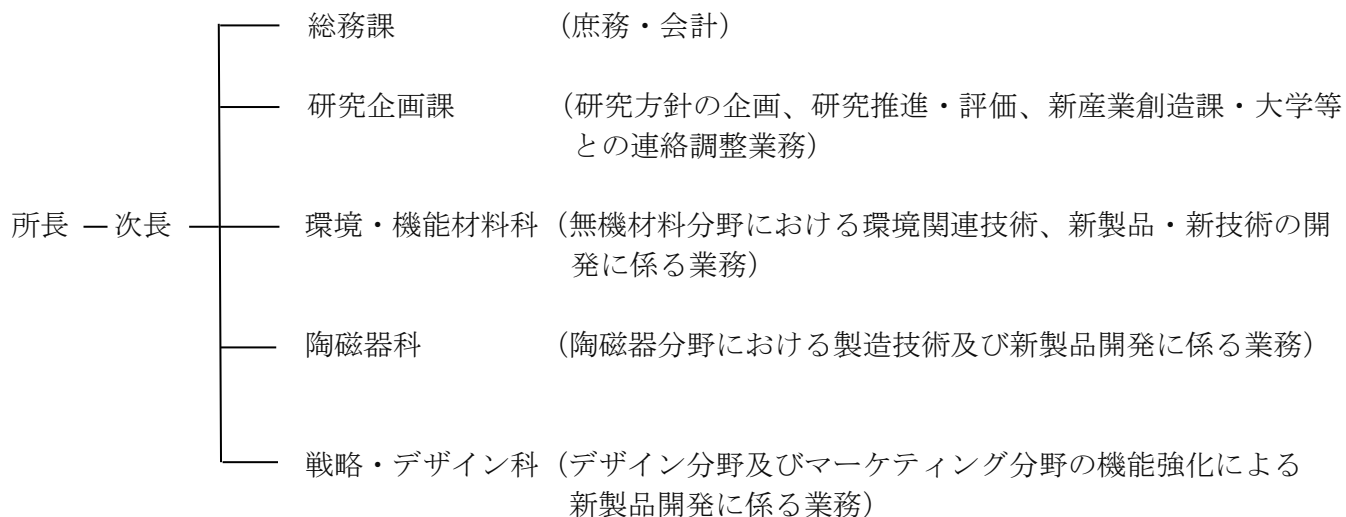 総務課 (庶務・会計)
研究企画課 (研究方針の企画、研究推進・評価、新産業創造課・大学等
との連絡調整業務)
所長 ― 次長 環境・機能材料科 (無機材料分野における環境関連技術、新製品・新技術の開
発に係る業務)
陶磁器科 (陶磁器分野における製造技術及び新製品開発に係る業務)
戦略・デザイン科 (デザイン分野及びマーケティング分野の機能強化による
新製品開発に係る業務)